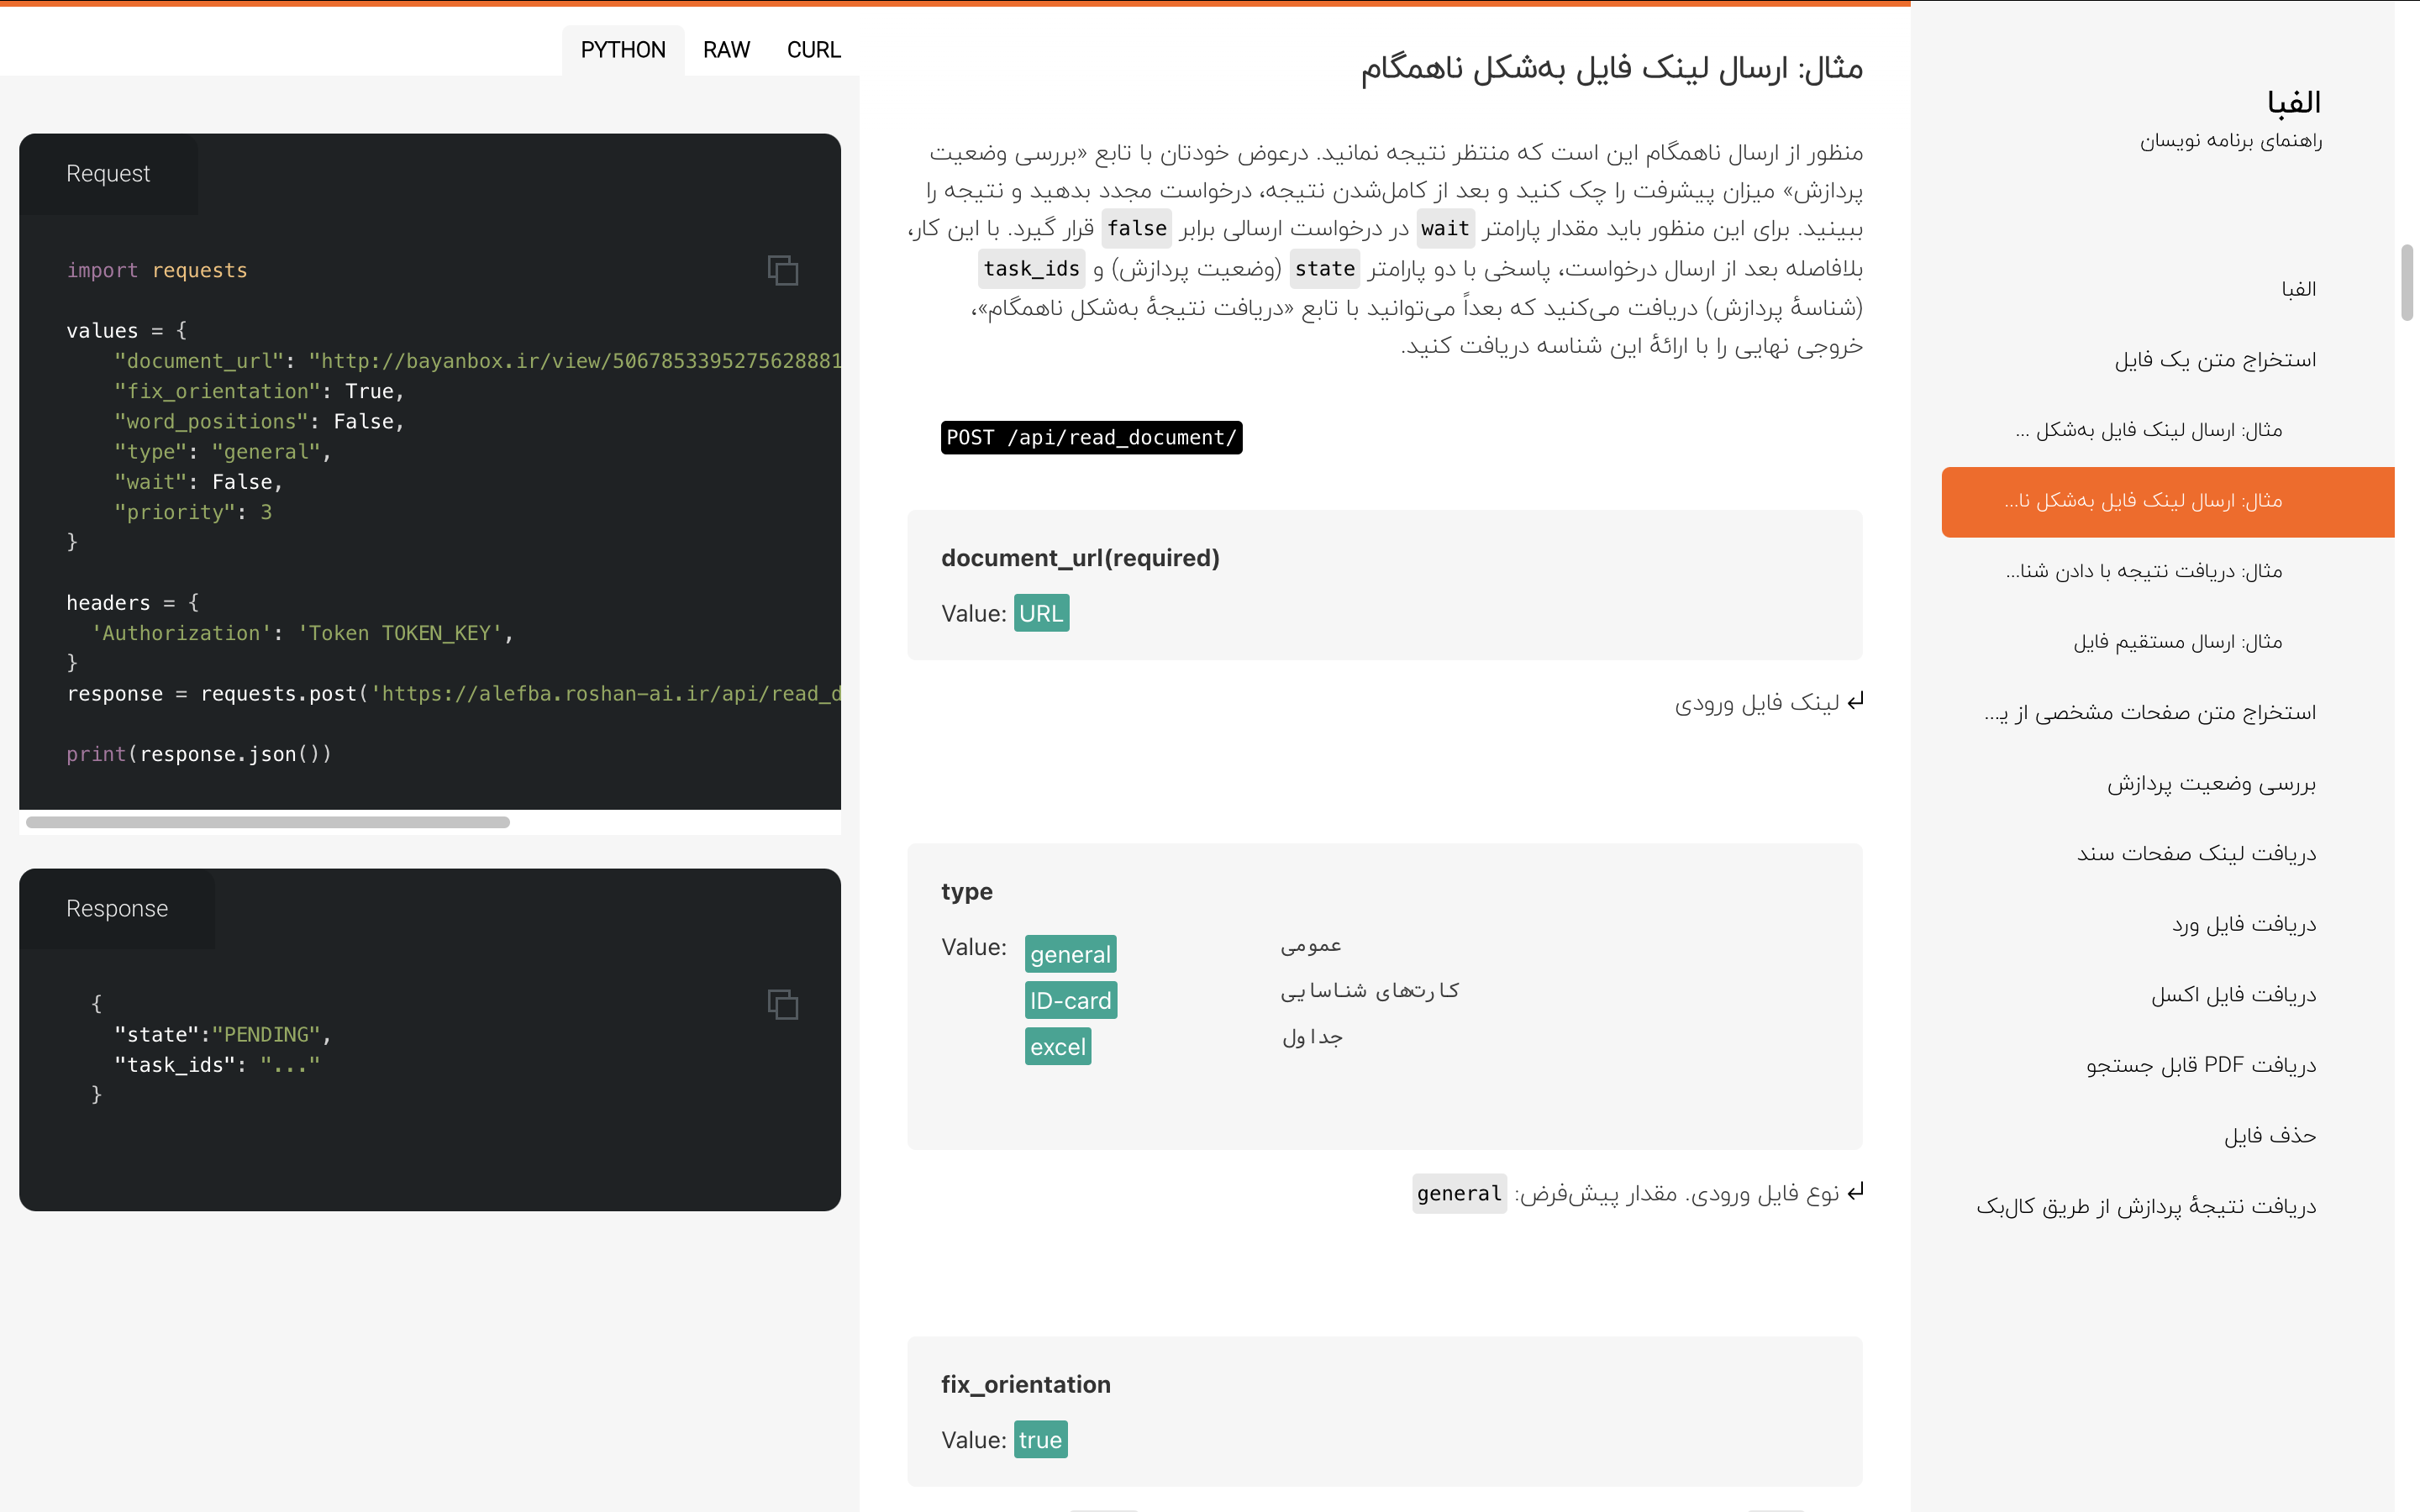 الفبا
راهنمای برنامه نویسان
الفبا
استخراج متن یک فایل
مثال: ارسال لینک فایل به‌شکل ...
مثال: ارسال لینک فایل به‌شکل نا...
مثال: دریافت نتیجه با دادن شنا...
مثال: ارسال مستقیم فایل
استخراج متن صفحات مشخصی از یـ...
بررسی وضعیت پردازش
دریافت لینک صفحات سند
دریافت فایل ورد
دریافت فایل اکسل
دریافت PDF قابل جستجو
حذف فایل
دریافت نتیجهٔ پردازش از طریق کال‌بک
مثال: ارسال لینک فایل به‌شکل ناهمگام
منظور از ارسال ناهمگام این است که منتظر نتیجه نمانید. درعوض خودتان با تابع «بررسی وضعیت
پردازش» میزان پیشرفت را چک کنید و بعد از کامل‌شدن نتیجه، درخواست مجدد بدهید و نتیجه را
ببینید. برای این منظور باید مقدار پارامتر wait در درخواست ارسالی برابر false قرار گیرد. با این کار،
بلافاصله بعد از ارسال درخواست، پاسخی با دو پارامتر state (وضعیت پردازش) و task_ids
(شناسهٔ پردازش) دریافت می‌کنید که بعداً می‌توانید با تابع «دریافت نتیجهٔ به‌شکل ناهمگام»،
خروجی نهایی را با ارائهٔ این شناسه دریافت کنید.
POST /api/read_document/
document_url(required)
Value: URL
↵ لینک فایل ورودی
type
Value: general عمومی
ID-card کارت‌های شناسایی
excel جداول
↵ نوع فایل ورودی. مقدار پیش‌فرض: general
fix_orientation
Value: true
PYTHON RAW CURL
Request
import requests
values = {
    "document_url": "http://bayanbox.ir/view/5067853395275628881
    "fix_orientation": True,
    "word_positions": False,
    "type": "general",
    "wait": False,
    "priority": 3
}
headers = {
  'Authorization': 'Token TOKEN_KEY',
}
response = requests.post('https://alefba.roshan-ai.ir/api/read_d
print(response.json())
Response
{
  "state":"PENDING",
  "task_ids": "..."
}